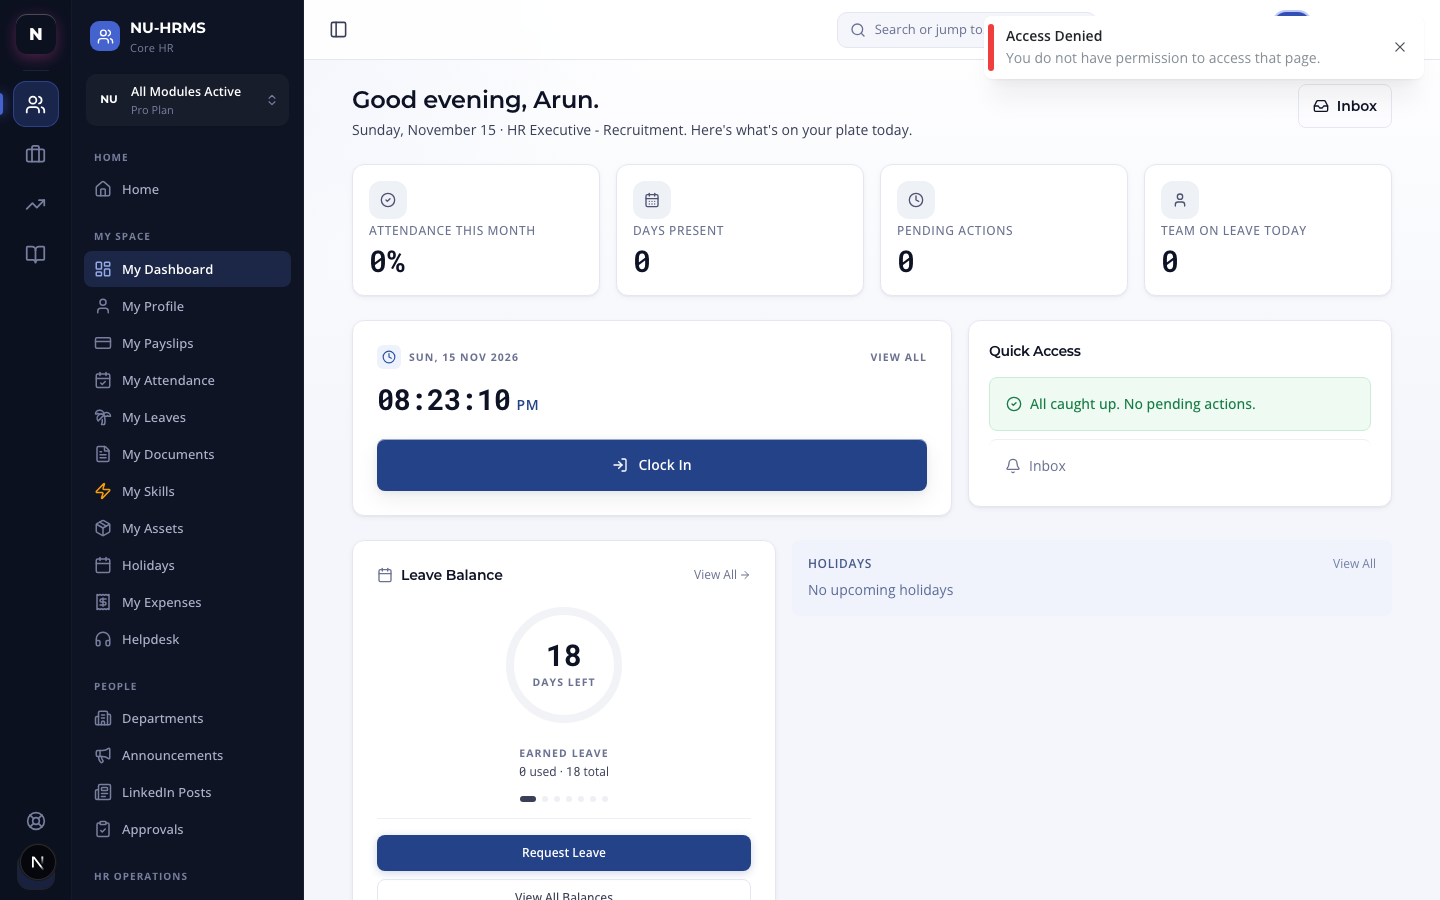 N
NU-HRMS
Core HR
NU
All Modules Active
Pro Plan
HOME
Home
MY SPACE
My Dashboard
My Profile
My Payslips
My Attendance
My Leaves
My Documents
My Skills
My Assets
Holidays
My Expenses
Helpdesk
PEOPLE
Departments
Announcements
LinkedIn Posts
Approvals
HR OPERATIONS
N
Search or jump to
Access Denied
You do not have permission to access that page.
Good evening, Arun.
Sunday, November 15 · HR Executive - Recruitment. Here's what's on your plate today.
Inbox
ATTENDANCE THIS MONTH
0%
DAYS PRESENT
0
PENDING ACTIONS
0
TEAM ON LEAVE TODAY
0
SUN, 15 NOV 2026
VIEW ALL
08:23:10 PM
Clock In
Quick Access
All caught up. No pending actions.
Inbox
Leave Balance
View All →
18
DAYS LEFT
EARNED LEAVE
0 used · 18 total
Request Leave
View All Balances
HOLIDAYS
View All
No upcoming holidays